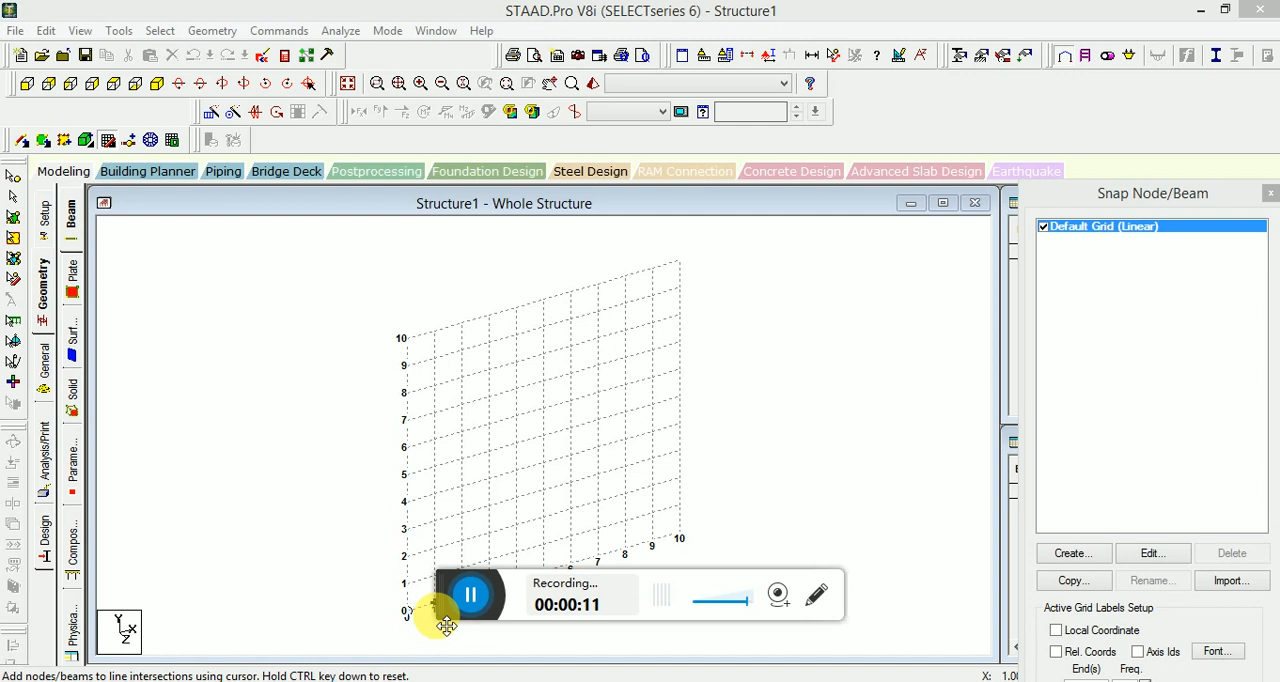 STAAD.Pro V8i (SELECTseries 6) - Structure1
File Edit View Tools Select Geometry Commands Analyze Mode Window Help
Modeling Building Planner Piping Bridge Deck Postprocessing Foundation Design Steel Design RAM Connection Concrete Design Advanced Slab Design Earthquake
Setup
Geometry
General
Analysis/Print
Design
Beam
Plate
Surf...
Solid
Parame...
Compos...
Physica...
Structure1 - Whole Structure
10
9
8
7
6
5
4
3
2
1
0
7
8
9
10
Y
X
Z
Recording...
00:00:11
Snap Node/Beam
Default Grid (Linear)
Create... Edit... Delete
Copy... Rename... Import...
Active Grid Labels Setup
Local Coordinate
Rel. Coords Axis Ids Font...
End(s) Freq.
Add nodes/beams to line intersections using cursor. Hold CTRL key down to reset.
X: 1.00